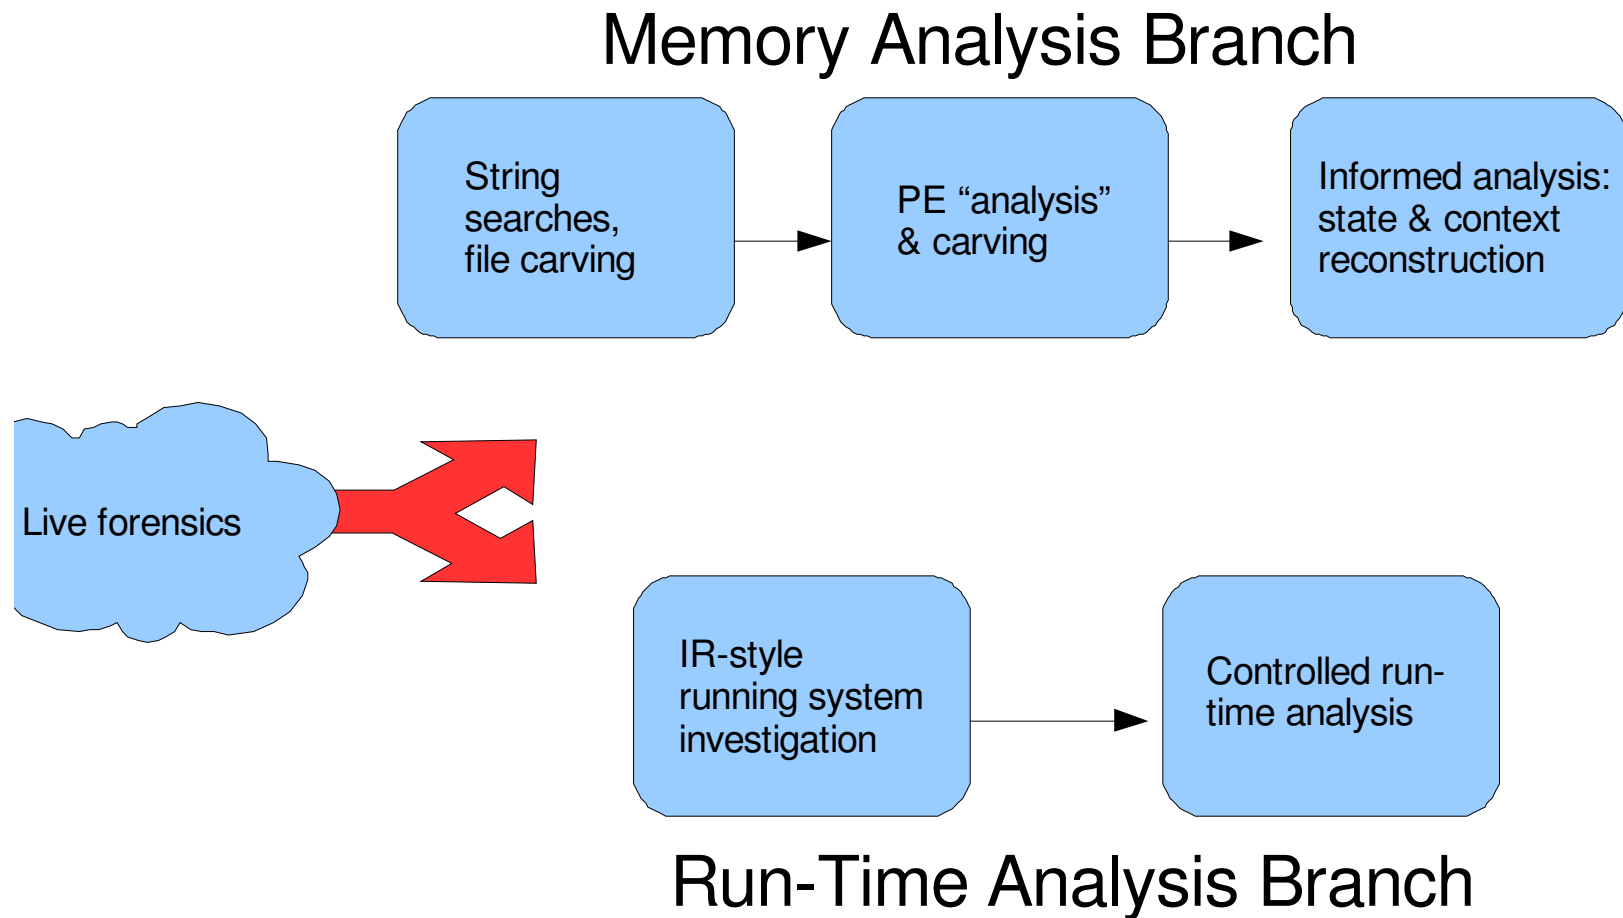 Memory Analysis Branch
String
searches,
file carving
PE “analysis”
& carving
Informed analysis:
state & context
reconstruction
Live forensics
IR-style
running system
investigation
Controlled run-
time analysis
Run-Time Analysis Branch